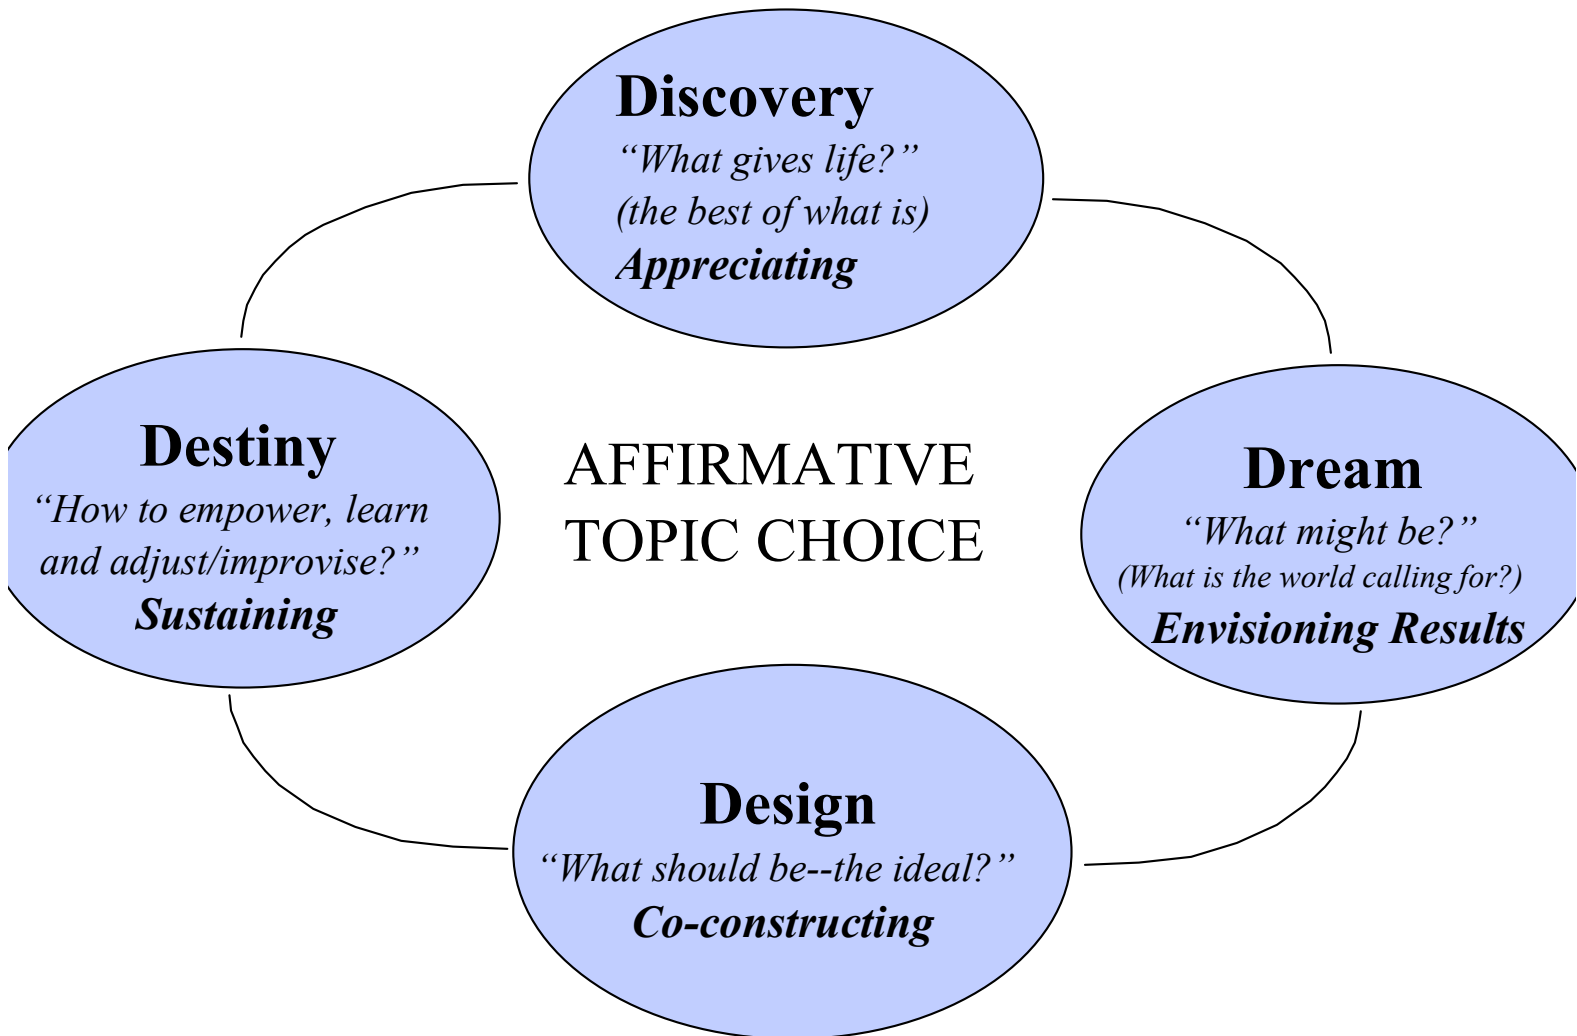 Discovery
“What gives life?”
(the best of what is)
Appreciating
Destiny
“How to empower, learn
and adjust/improvise?”
Sustaining
AFFIRMATIVE
TOPIC CHOICE
Dream
“What might be?”
(What is the world calling for?)
Envisioning Results
Design
“What should be--the ideal?”
Co-constructing